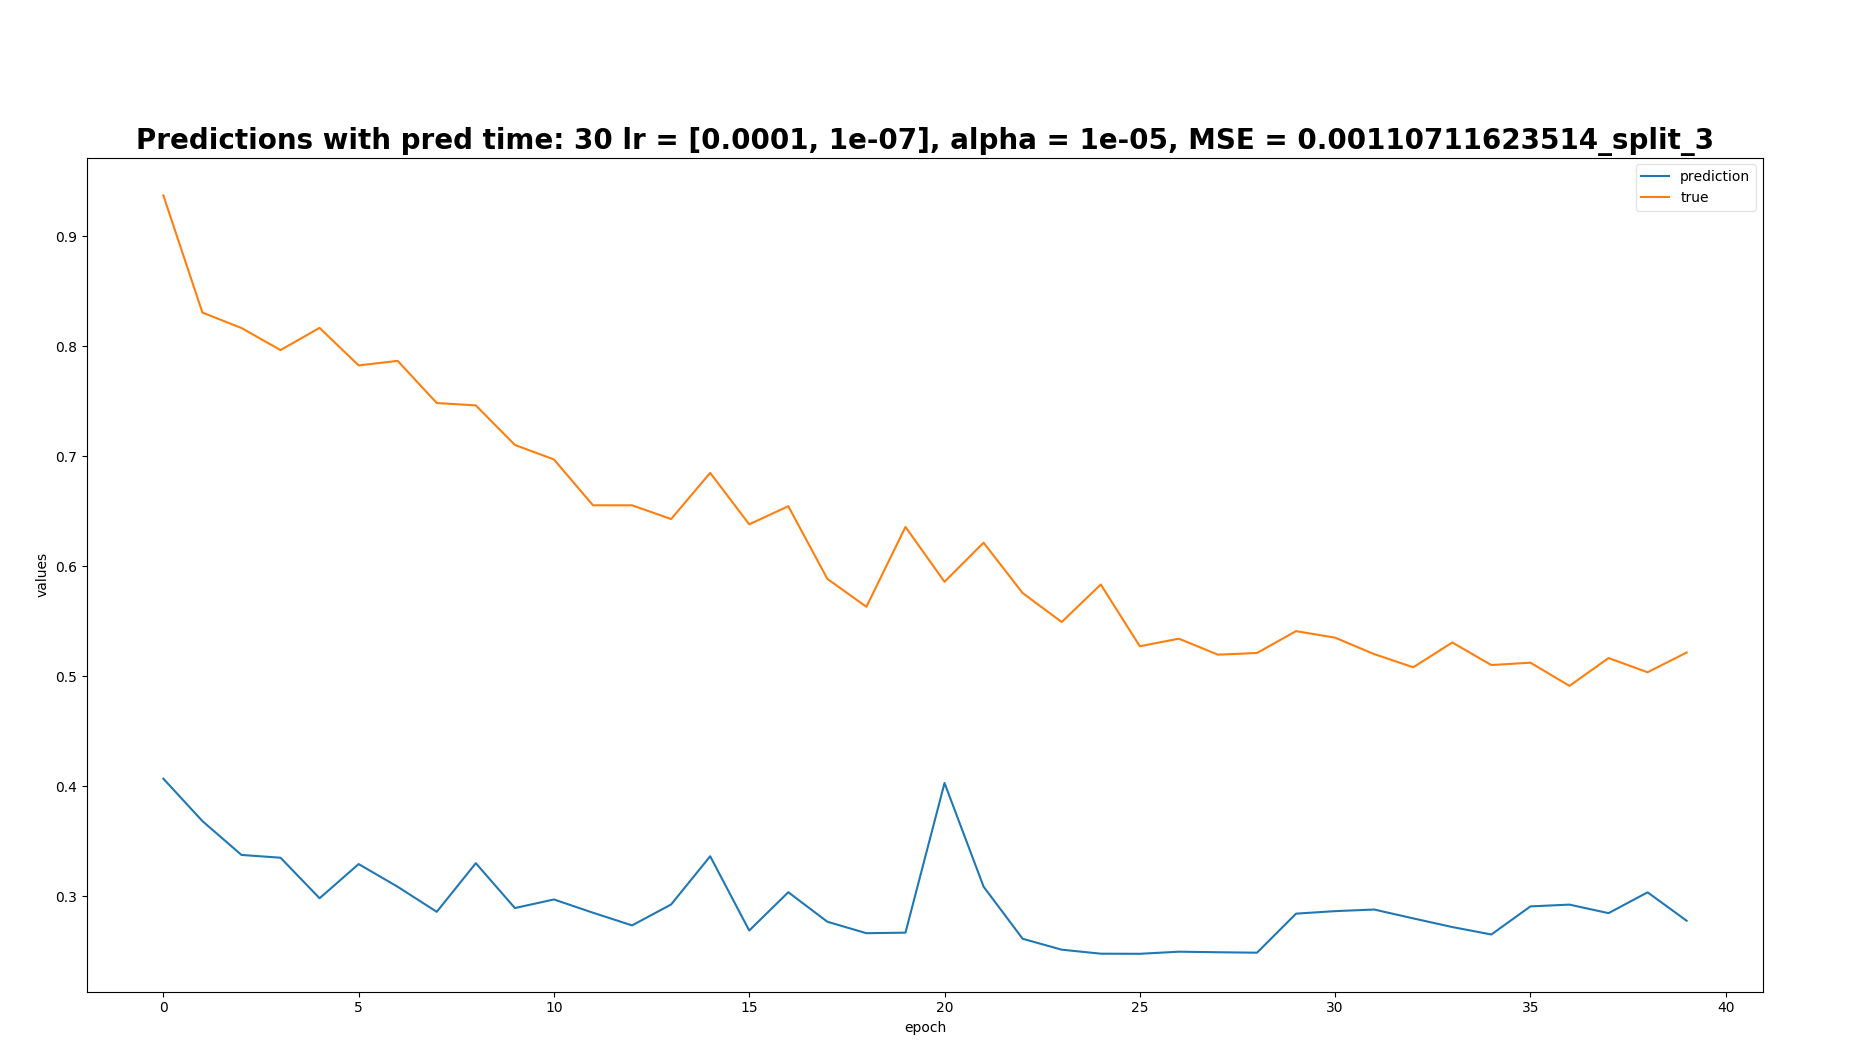 Predictions with pred time: 30 lr = [0.0001, 1e-07], alpha = 1e-05, MSE = 0.00110711623514_split_3
prediction
true
0.9
0.8
0.7
0.6
0.5
0.4
0.3
values
0 5 10 15 20 25 30 35 40
epoch